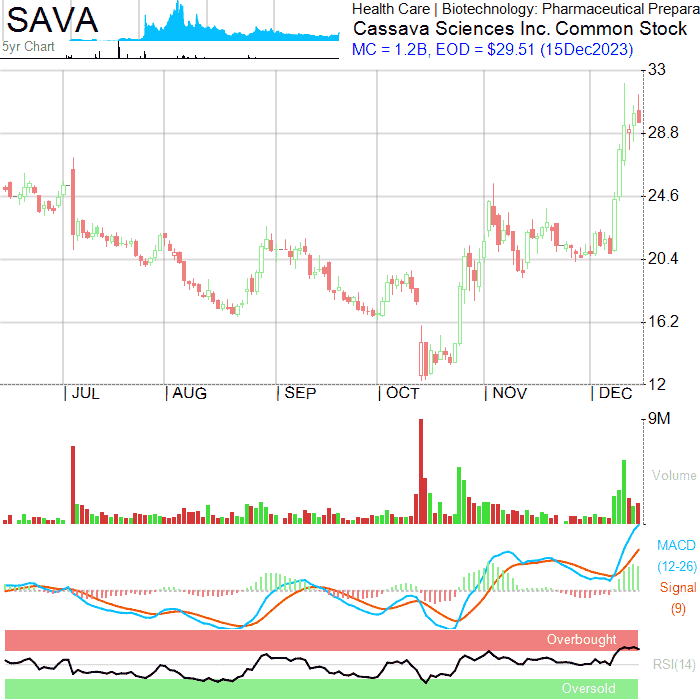 SAVA
5yr Chart
Health Care | Biotechnology: Pharmaceutical Prepara
Cassava Sciences Inc. Common Stock
MC = 1.2B, EOD = $29.51 (15Dec2023)
33
28.8
24.6
20.4
16.2
12
| JUL | AUG | SEP | OCT | NOV | DEC
9M
Volume
MACD
(12-26)
Signal
(9)
Overbought
RSI(14)
Oversold